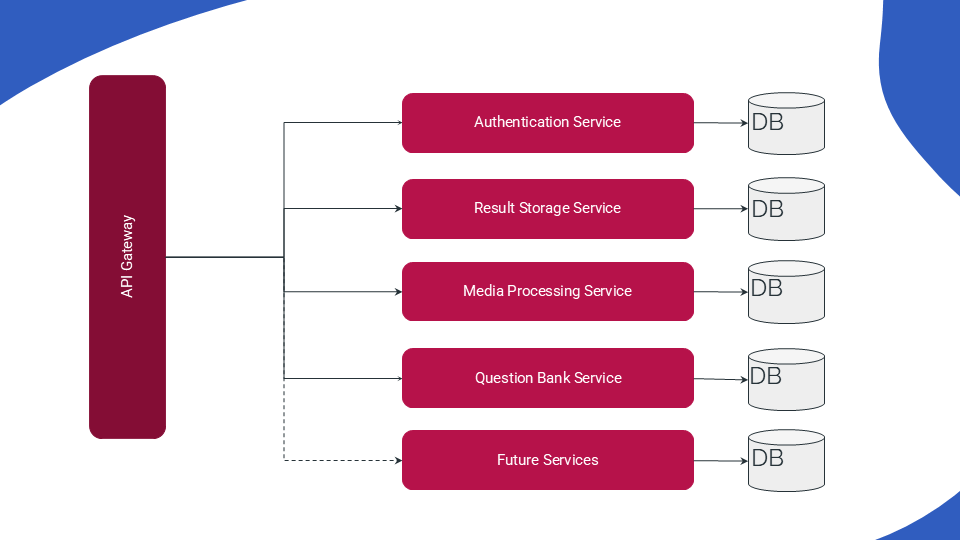 API Gateway
Authentication Service
DB
Result Storage Service
DB
Media Processing Service
DB
Question Bank Service
DB
Future Services
DB